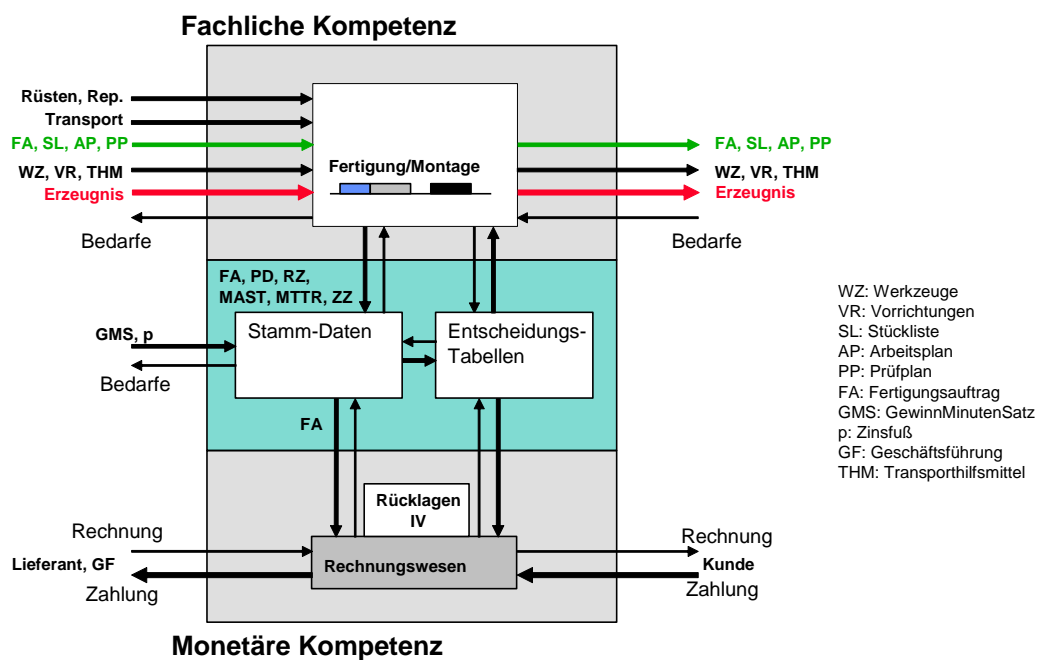 Fachliche Kompetenz
Rüsten, Rep.
Transport
FA, SL, AP, PP
WZ, VR, THM
Erzeugnis
Bedarfe
Fertigung/Montage
FA, SL, AP, PP
WZ, VR, THM
Erzeugnis
Bedarfe
FA, PD, RZ,
MAST, MTTR, ZZ
GMS, p
Bedarfe
Stamm-Daten
Entscheidungs-
Tabellen
FA
WZ: Werkzeuge
VR: Vorrichtungen
SL: Stückliste
AP: Arbeitsplan
PP: Prüfplan
FA: Fertigungsauftrag
GMS: GewinnMinutenSatz
p: Zinsfuß
GF: Geschäftsführung
THM: Transporthilfsmittel
Rücklagen
IV
Rechnung
Lieferant, GF
Zahlung
Rechnungswesen
Rechnung
Kunde
Zahlung
Monetäre Kompetenz